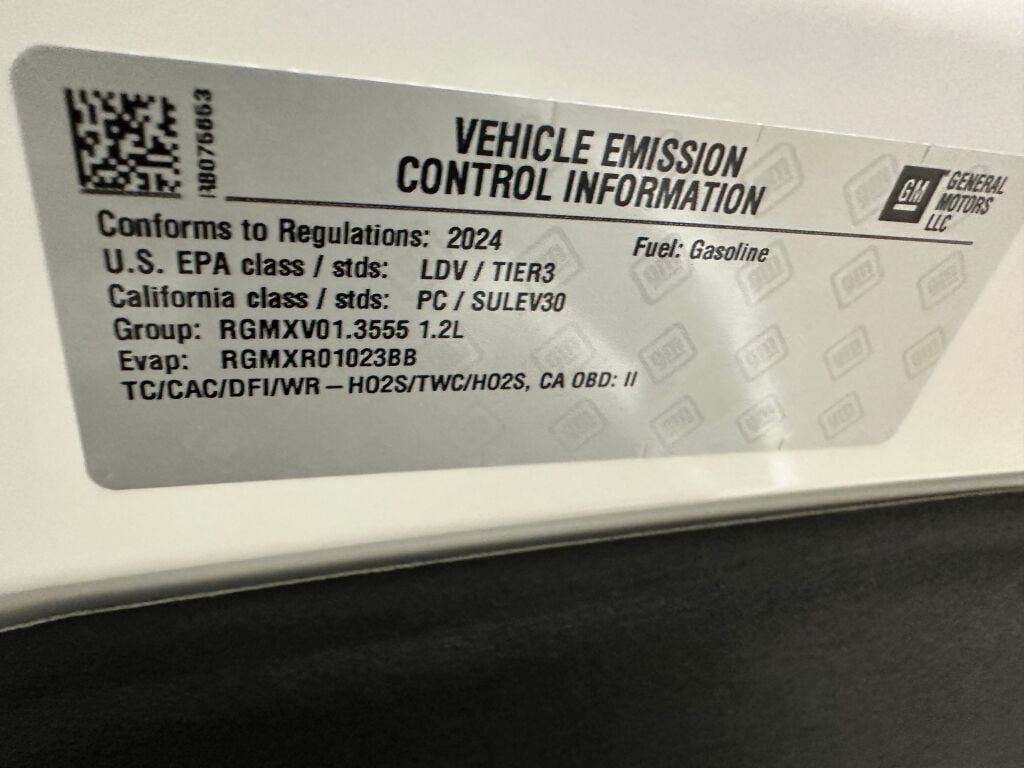 VEHICLE EMISSION
CONTROL INFORMATION
GM GENERAL
MOTORS
LLC
Conforms to Regulations: 2024
Fuel: Gasoline
U.S. EPA class / stds: LDV / TIER3
California class / stds: PC / SULEV30
Group: RGMXV01.3555 1.2L
Evap: RGMXR01023BB
TC/CAC/DFI/WR – HO2S/TWC/HO2S, CA OBD: II